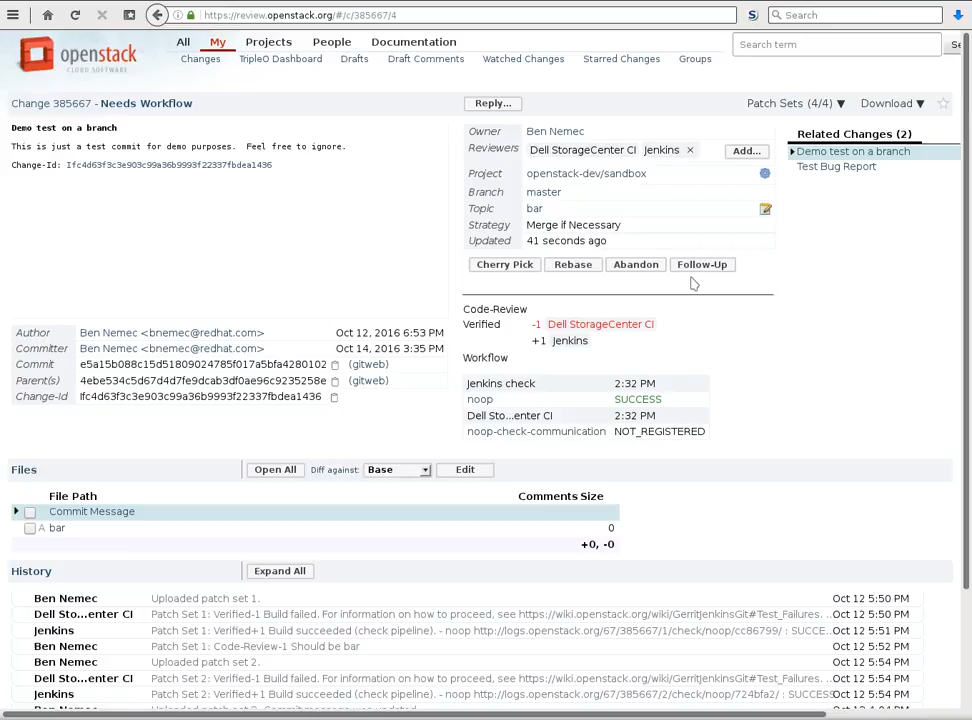 https://review.openstack.org/#/c/385667/4
S
Search
openstack
CLOUD SOFTWARE
All My Projects People Documentation
Changes TripleO Dashboard Drafts Draft Comments Watched Changes Starred Changes Groups
Search term
Se
Change 385667 - Needs Workflow
Reply...
Patch Sets (4/4) ▼ Download ▼
Demo test on a branch
This is just a test commit for demo purposes. Feel free to ignore.
Change-Id: Ifc4d63f3c3e903c99a36b9993f22337fbdea1436
Owner Ben Nemec
Reviewers Dell StorageCenter CI Jenkins ✕ Add...
Project openstack-dev/sandbox
Branch master
Topic bar
Strategy Merge if Necessary
Updated 41 seconds ago
Cherry Pick Rebase Abandon Follow-Up
Related Changes (2)
Demo test on a branch
Test Bug Report
Code-Review
Verified -1 Dell StorageCenter CI
+1 Jenkins
Workflow
Author Ben Nemec <bnemec@redhat.com> Oct 12, 2016 6:53 PM
Committer Ben Nemec <bnemec@redhat.com> Oct 14, 2016 3:35 PM
Commit e5a15b088c15d51809024785f017a5bfa4280102 (gitweb)
Parent(s) 4ebe534c5d67d4d7fe9dcab3df0ae96c9235258e (gitweb)
Change-Id Ifc4d63f3c3e903c99a36b9993f22337fbdea1436
Jenkins check 2:32 PM
noop SUCCESS
Dell Sto...enter CI 2:32 PM
noop-check-communication NOT_REGISTERED
Files Open All Diff against: Base Edit
File Path Comments Size
Commit Message
A bar 0
+0, -0
History Expand All
Ben Nemec Uploaded patch set 1. Oct 12 5:50 PM
Dell Sto...enter CI Patch Set 1: Verified-1 Build failed. For information on how to proceed, see https://wiki.openstack.org/wiki/GerritJenkinsGit#Test_Failures. ... Oct 12 5:50 PM
Jenkins Patch Set 1: Verified+1 Build succeeded (check pipeline). - noop http://logs.openstack.org/67/385667/1/check/noop/cc86799/ : SUCCE... Oct 12 5:51 PM
Ben Nemec Patch Set 1: Code-Review-1 Should be bar Oct 12 5:52 PM
Ben Nemec Uploaded patch set 2. Oct 12 5:54 PM
Dell Sto...enter CI Patch Set 2: Verified-1 Build failed. For information on how to proceed, see https://wiki.openstack.org/wiki/GerritJenkinsGit#Test_Failures. ... Oct 12 5:54 PM
Jenkins Patch Set 2: Verified+1 Build succeeded (check pipeline). - noop http://logs.openstack.org/67/385667/2/check/noop/724bfa2/ : SUCCESS Oct 12 5:54 PM